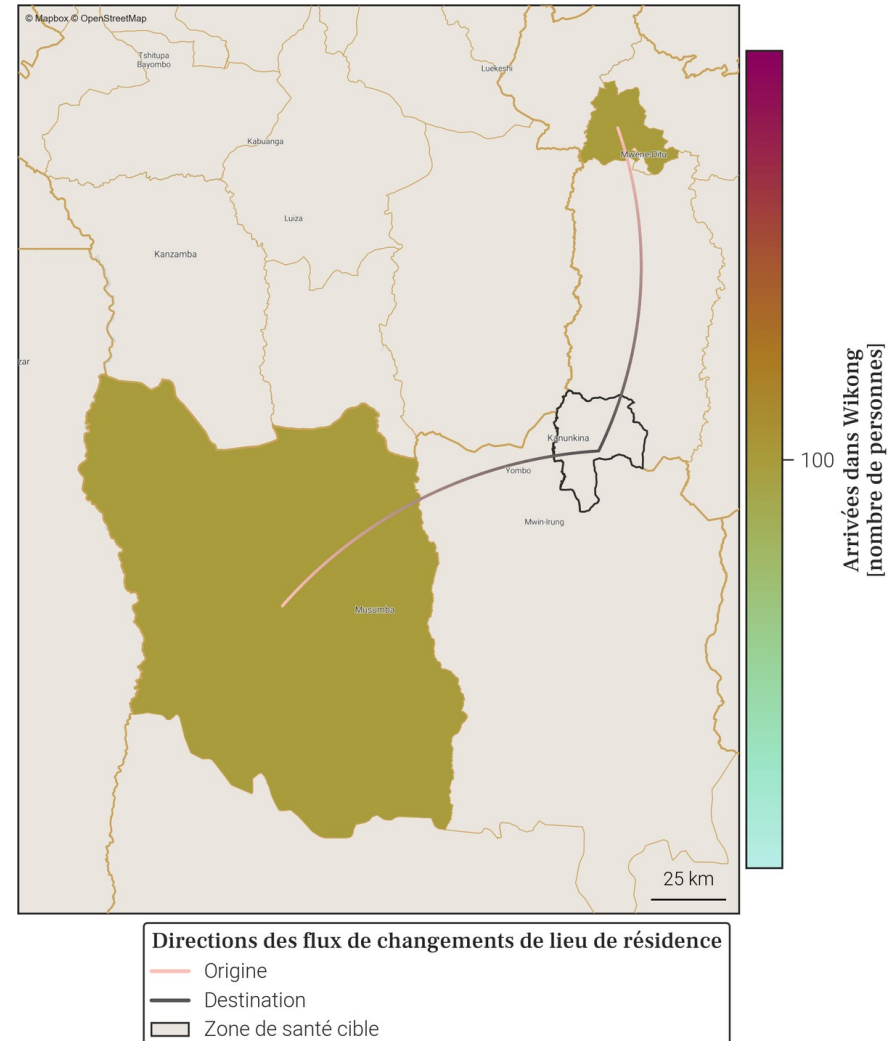 © Mapbox © OpenStreetMap
Tshitupa
Bayombo
Luekeshi
Kabuanga
Mwene-Ditu
Luiza
Kanzamba
zar
Kanunkina
Yombo
Mwin-Irung
Musumba
25 km
100
Arrivées dans Wikong
[nombre de personnes]
Directions des flux de changements de lieu de résidence
Origine
Destination
Zone de santé cible